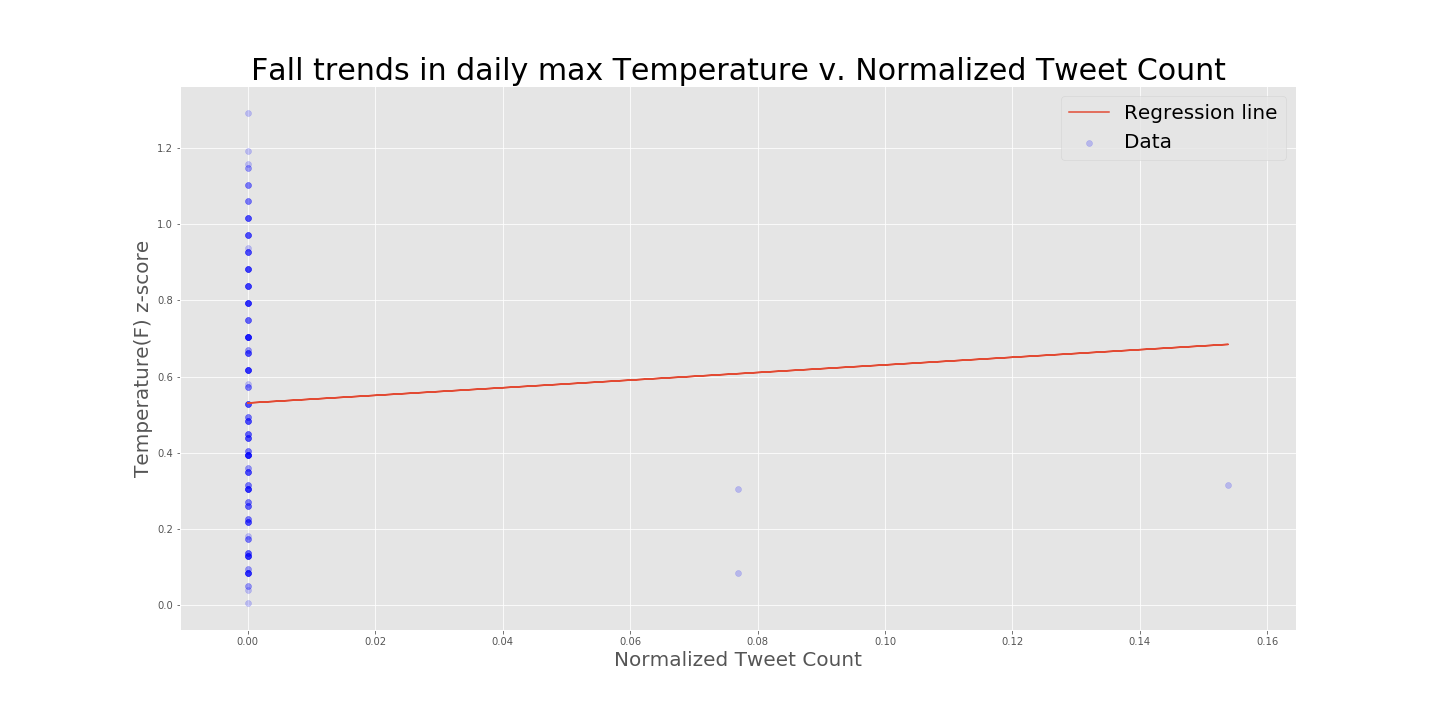 Fall trends in daily max Temperature v. Normalized Tweet Count
Regression line
Data
Temperature(F) z-score
1.2
1.0
0.8
0.6
0.4
0.2
0.0
0.00 0.02 0.04 0.06 0.08 0.10 0.12 0.14 0.16
Normalized Tweet Count